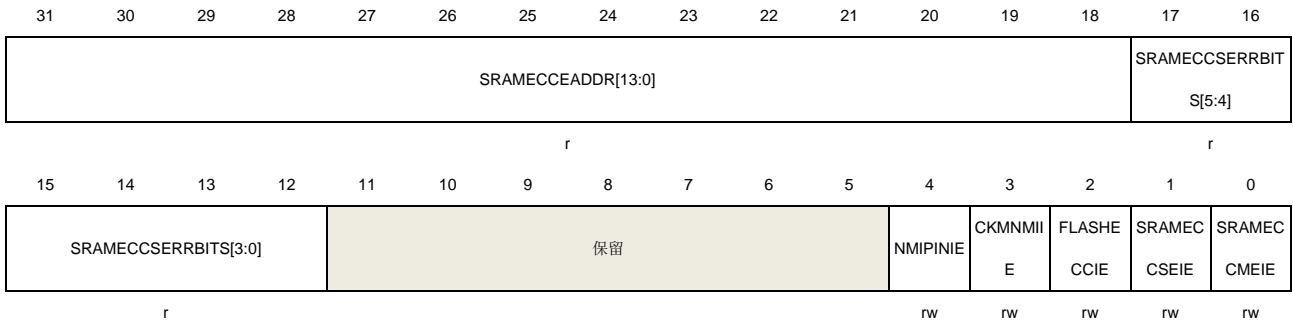 31 30 29 28 27 26 25 24 23 22 21 20 19 18 17 16
SRAMECCEADDR[13:0]
SRAMECCSERRBIT
S[5:4]
r r
15 14 13 12 11 10 9 8 7 6 5 4 3 2 1 0
SRAMECCSERRBITS[3:0]
保留
NMIPINIE
CKMNMII
E
FLASHE
CCIE
SRAMEC
CSEIE
SRAMEC
CMEIE
r rw rw rw rw rw